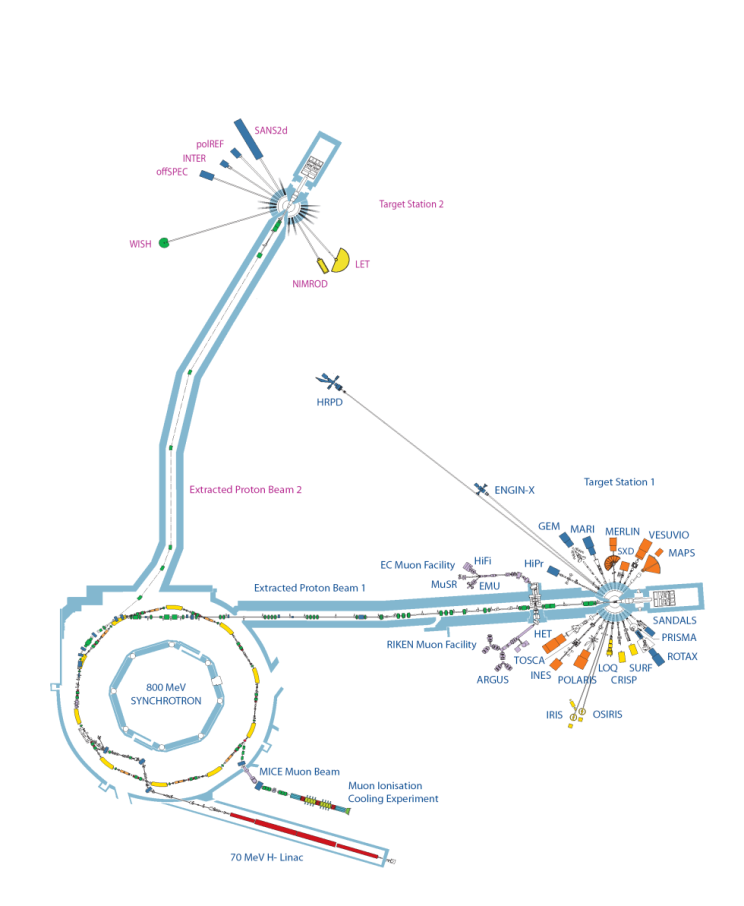 SANS2d
polREF
INTER
offSPEC
Target Station 2
WISH
LET
NIMROD
HRPD
ENGIN-X
Target Station 1
Extracted Proton Beam 2
GEM
MARI
MERLIN
VESUVIO
SXD
MAPS
EC Muon Facility
HiFi
HiPr
MuSR
EMU
Extracted Proton Beam 1
SANDALS
HET
PRISMA
RIKEN Muon Facility
TOSCA
ROTAX
LOQ
SURF
INES
ARGUS
POLARIS
CRISP
800 MeV
SYNCHROTRON
IRIS
OSIRIS
MICE Muon Beam
Muon Ionisation
Cooling Experiment
70 MeV H- Linac